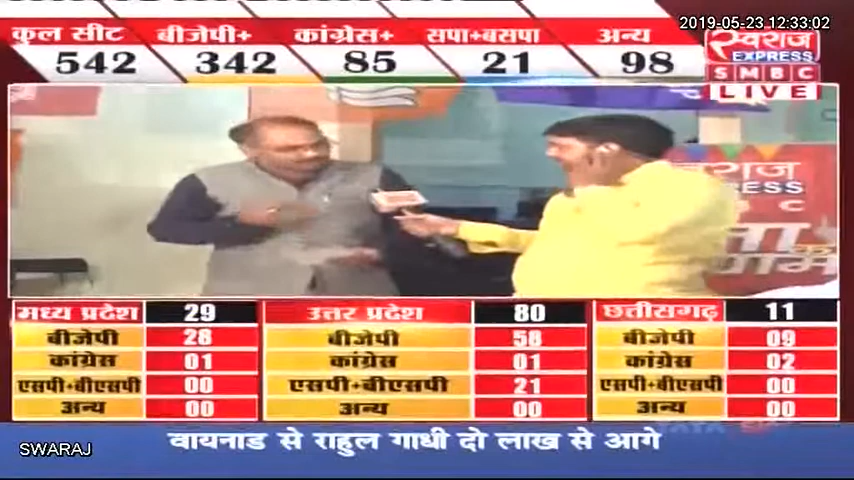 2019-05-23 12:33:02
कुल सीट बीजेपी+ कांग्रेस+ सपा+बसपा अन्य
542 342 85 21 98
स्वराज
EXPRESS
SMBC
LIVE
स्वराज
मध्य प्रदेश 29
बीजेपी 28
कांग्रेस 01
एसपी+बीएसपी 00
अन्य 00
उत्तर प्रदेश 80
बीजेपी 58
कांग्रेस 01
एसपी+बीएसपी 21
अन्य 00
छत्तीसगढ़ 11
बीजेपी 09
कांग्रेस 02
एसपी+बीएसपी 00
अन्य 00
वायनाड से राहुल गांधी दो लाख से आगे
SWARAJ